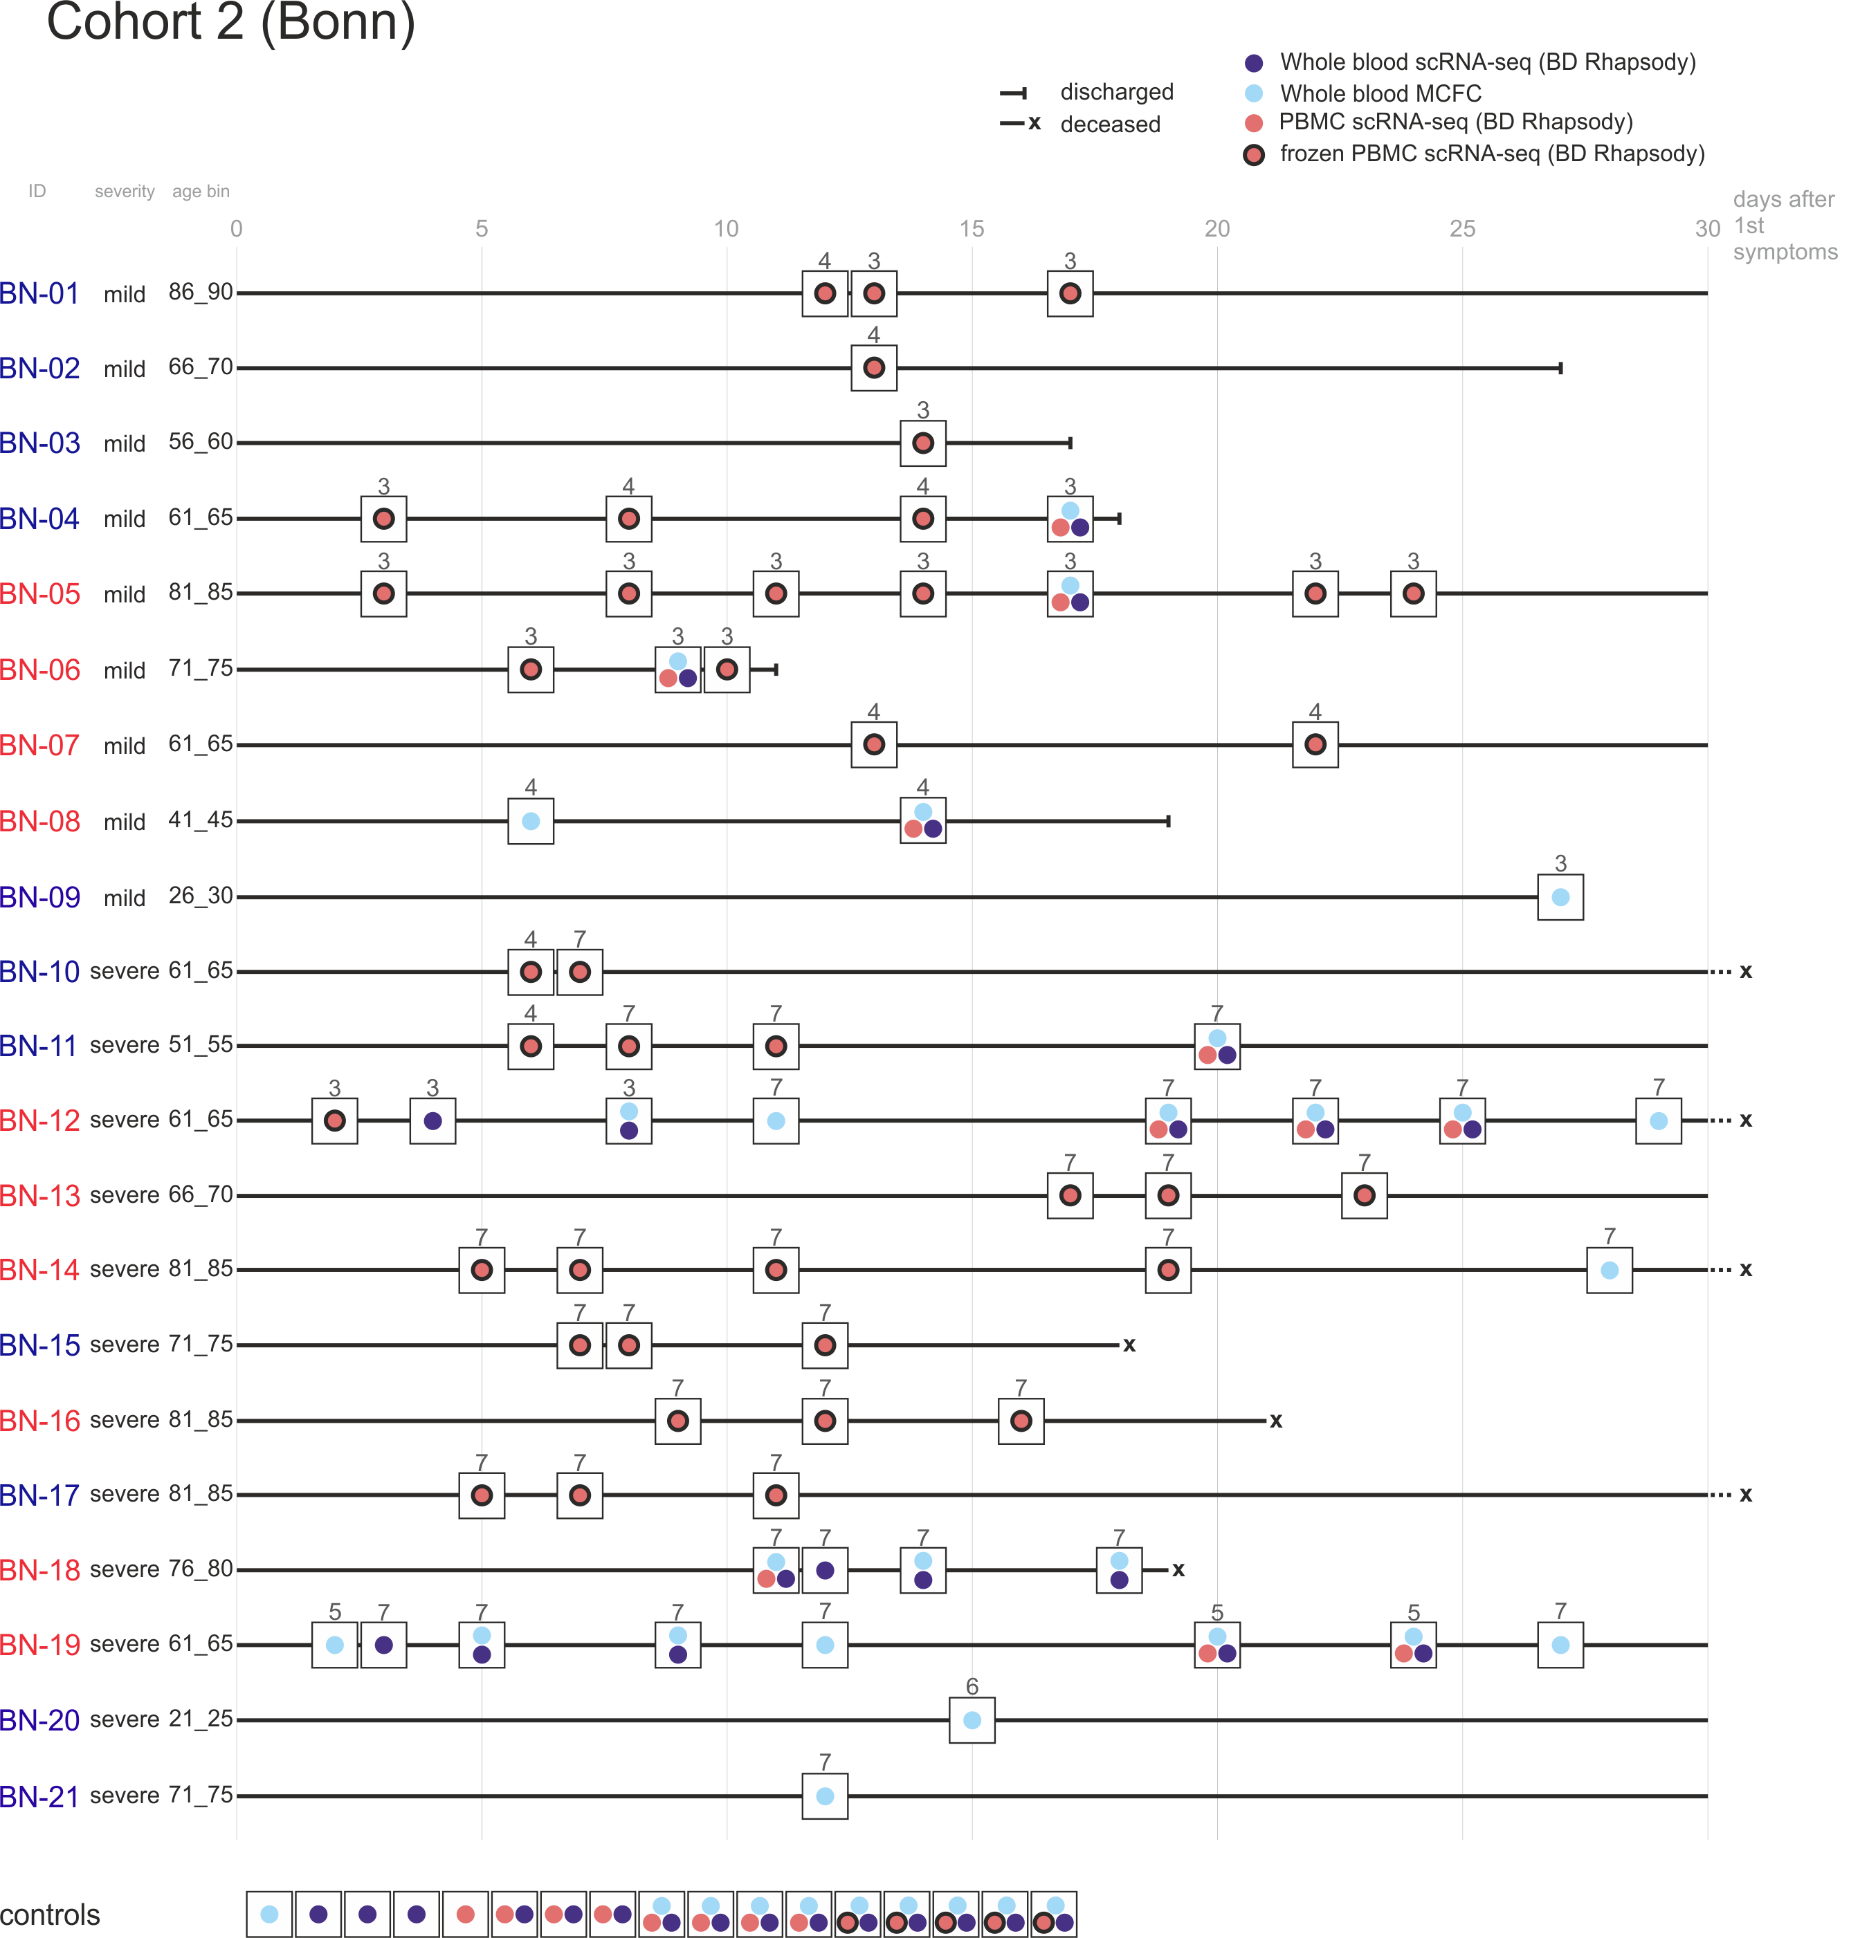 Cohort 2 (Bonn)
discharged
x deceased
Whole blood scRNA-seq (BD Rhapsody)
Whole blood MCFC
PBMC scRNA-seq (BD Rhapsody)
frozen PBMC scRNA-seq (BD Rhapsody)
ID severity age bin
0 5 10 15 20 25 30
days after
1st
symptoms
4 3 3
BN-01 mild 86_90
4
BN-02 mild 66_70
3
BN-03 mild 56_60
3 4 4 3
BN-04 mild 61_65
3 3 3 3 3 3 3
BN-05 mild 81_85
3 3 3
BN-06 mild 71_75
4 4
BN-07 mild 61_65
4 4
BN-08 mild 41_45
3
BN-09 mild 26_30
4 7
BN-10 severe 61_65 x
4 7 7 7
BN-11 severe 51_55
3 3 3 7 7 7 7 7
BN-12 severe 61_65 x
7 7 7
BN-13 severe 66_70
7 7 7 7 7
BN-14 severe 81_85 x
7 7 7
BN-15 severe 71_75 x
7 7 7
BN-16 severe 81_85 x
7 7 7
BN-17 severe 81_85 x
7 7 7 7
BN-18 severe 76_80 x
5 7 7 7 7 5 5 7
BN-19 severe 61_65
6
BN-20 severe 21_25
7
BN-21 severe 71_75
controls